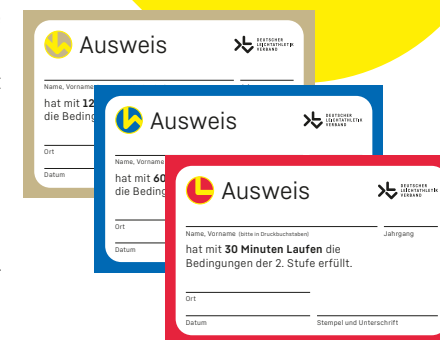 Ausweis
DEUTSCHER
LEICHTATHLETIK
VERBAND
Name, Vorname
hat mit 12
die Beding
Ort
Datum
Ausweis
DEUTSCHER
LEICHTATHLETIK
VERBAND
Name, Vorname
hat mit 60
die Beding
Ort
Datum
Ausweis
DEUTSCHER
LEICHTATHLETIK
VERBAND
Name, Vorname (bitte in Druckbuchstaben) Jahrgang
hat mit 30 Minuten Laufen die
Bedingungen der 2. Stufe erfüllt.
Ort
Datum Stempel und Unterschrift